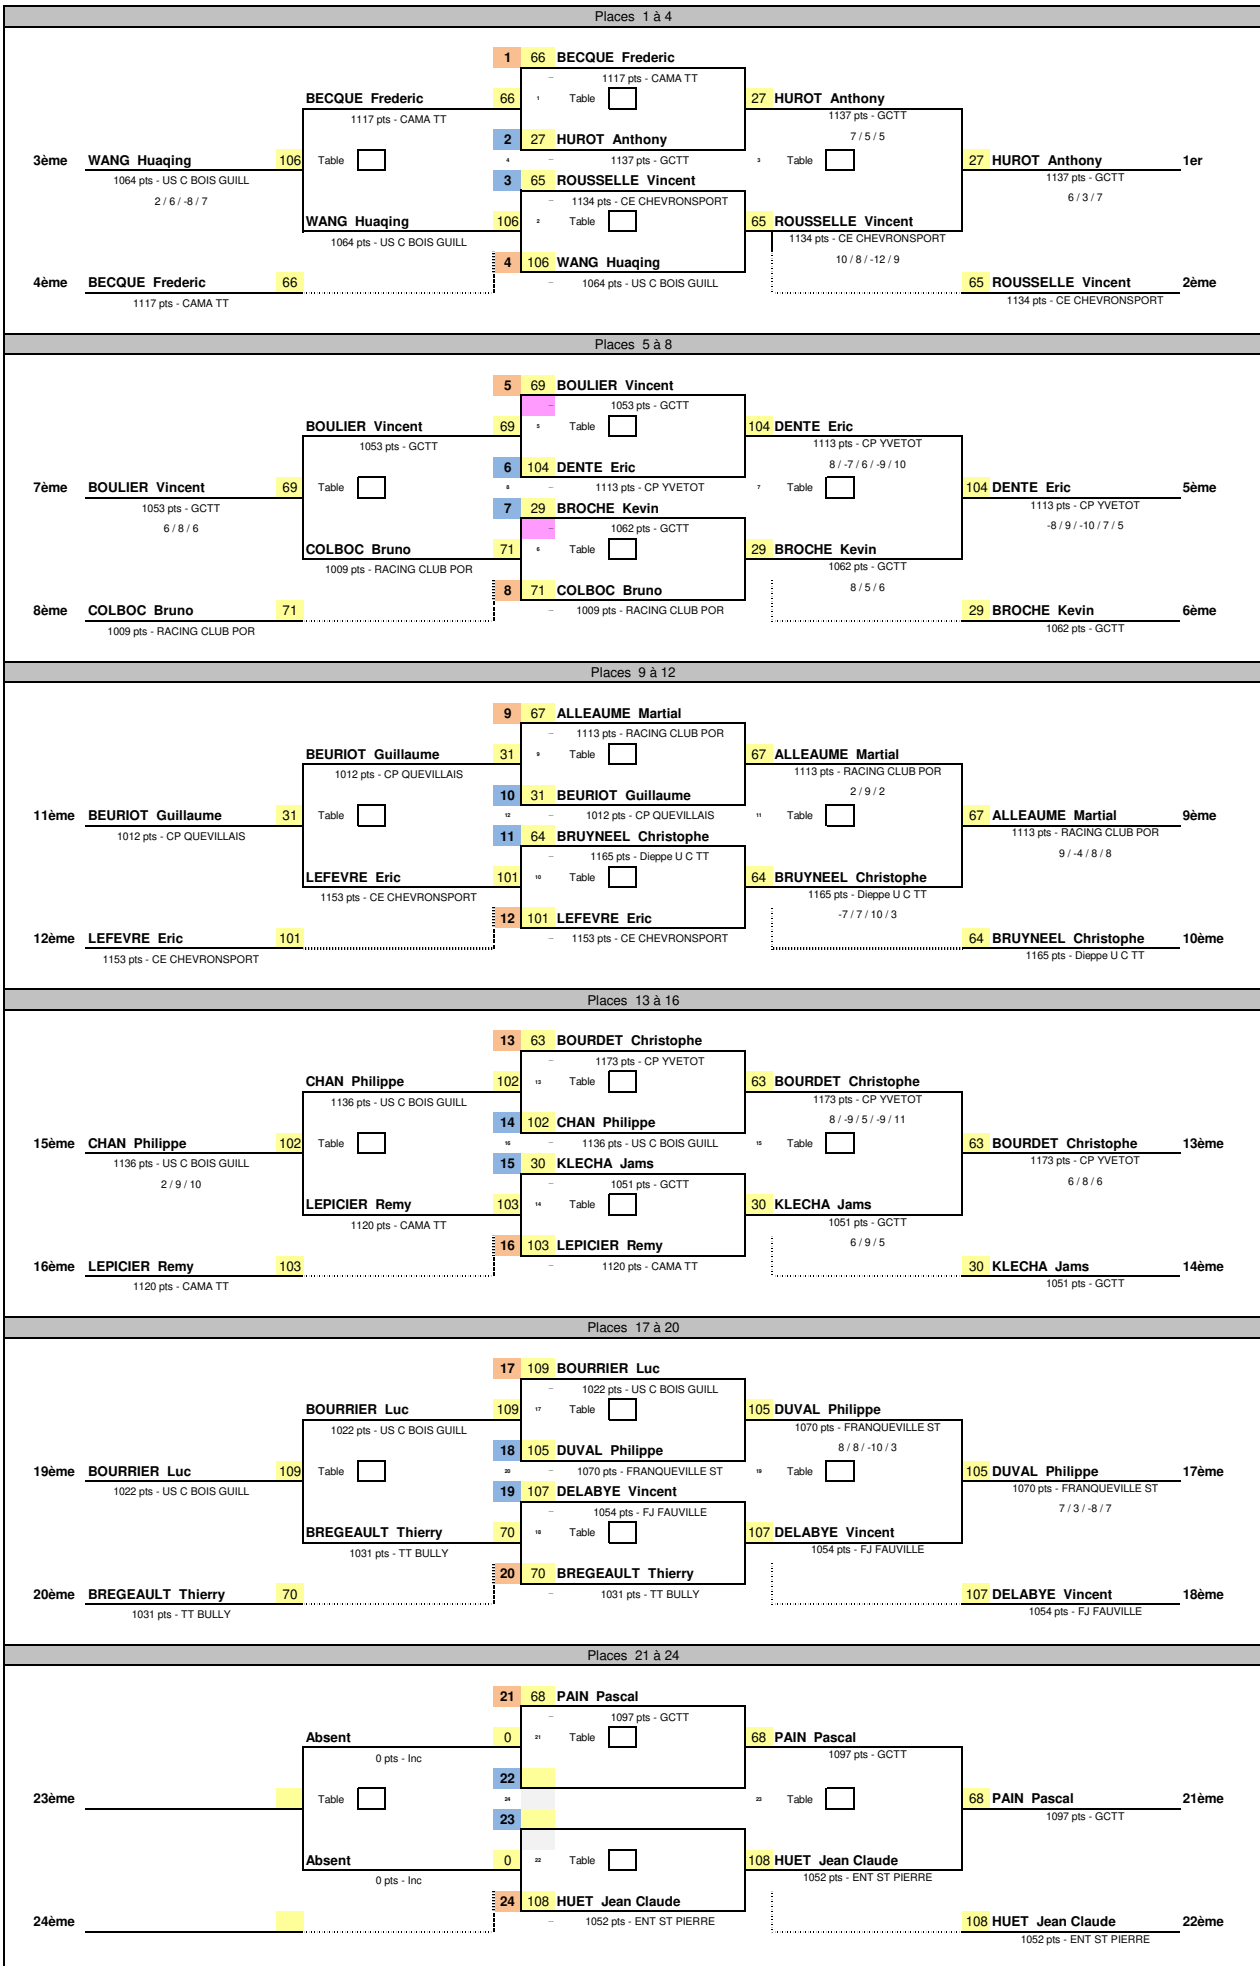 Places 1 à 4
1 66 BECQUE Frederic
1117 pts - CAMA TT
BECQUE Frederic 66 1 Table 27 HUROT Anthony
1117 pts - CAMA TT 1137 pts - GCTT
7 / 5 / 5
2 27 HUROT Anthony
3ème WANG Huaqing 106 Table 4 1137 pts - GCTT 3 Table 27 HUROT Anthony 1er
1064 pts - US C BOIS GUILL 3 65 ROUSSELLE Vincent 1137 pts - GCTT
2 / 6 / -8 / 7 1134 pts - CE CHEVRONSPORT 6 / 3 / 7
WANG Huaqing 106 2 Table 65 ROUSSELLE Vincent
1064 pts - US C BOIS GUILL 1134 pts - CE CHEVRONSPORT
4 106 WANG Huaqing 10 / 8 / -12 / 9
4ème BECQUE Frederic 66 1064 pts - US C BOIS GUILL 65 ROUSSELLE Vincent 2ème
1117 pts - CAMA TT 1134 pts - CE CHEVRONSPORT
Places 5 à 8
5 69 BOULIER Vincent
1053 pts - GCTT
BOULIER Vincent 69 5 Table 104 DENTE Eric
1053 pts - GCTT 1113 pts - CP YVETOT
6 104 DENTE Eric 8 / -7 / 6 / -9 / 10
7ème BOULIER Vincent 69 Table 8 1113 pts - CP YVETOT 7 Table 104 DENTE Eric 5ème
1053 pts - GCTT 7 29 BROCHE Kevin 1113 pts - CP YVETOT
6 / 8 / 6 1062 pts - GCTT -8 / 9 / -10 / 7 / 5
COLBOC Bruno 71 6 Table 29 BROCHE Kevin
1009 pts - RACING CLUB POR 1062 pts - GCTT
8 71 COLBOC Bruno 8 / 5 / 6
8ème COLBOC Bruno 71 1009 pts - RACING CLUB POR 29 BROCHE Kevin 6ème
1009 pts - RACING CLUB POR 1062 pts - GCTT
Places 9 à 12
9 67 ALLEAUME Martial
1113 pts - RACING CLUB POR
BEURIOT Guillaume 31 9 Table 67 ALLEAUME Martial
1012 pts - CP QUEVILLAIS 1113 pts - RACING CLUB POR
10 31 BEURIOT Guillaume 2 / 9 / 2
11ème BEURIOT Guillaume 31 Table 12 1012 pts - CP QUEVILLAIS 11 Table 67 ALLEAUME Martial 9ème
1012 pts - CP QUEVILLAIS 11 64 BRUYNEEL Christophe 1113 pts - RACING CLUB POR
1165 pts - Dieppe U C TT 9 / -4 / 8 / 8
LEFEVRE Eric 101 10 Table 64 BRUYNEEL Christophe
1153 pts - CE CHEVRONSPORT 1165 pts - Dieppe U C TT
12 101 LEFEVRE Eric -7 / 7 / 10 / 3
12ème LEFEVRE Eric 101 1153 pts - CE CHEVRONSPORT 64 BRUYNEEL Christophe 10ème
1153 pts - CE CHEVRONSPORT 1165 pts - Dieppe U C TT
Places 13 à 16
13 63 BOURDET Christophe
1173 pts - CP YVETOT
CHAN Philippe 102 13 Table 63 BOURDET Christophe
1136 pts - US C BOIS GUILL 1173 pts - CP YVETOT
14 102 CHAN Philippe 8 / -9 / 5 / -9 / 11
15ème CHAN Philippe 102 Table 16 1136 pts - US C BOIS GUILL 15 Table 63 BOURDET Christophe 13ème
1136 pts - US C BOIS GUILL 15 30 KLECHA Jams 1173 pts - CP YVETOT
2 / 9 / 10 1051 pts - GCTT 6 / 8 / 6
LEPICIER Remy 103 14 Table 30 KLECHA Jams
1120 pts - CAMA TT 1051 pts - GCTT
16 103 LEPICIER Remy 6 / 9 / 5
16ème LEPICIER Remy 103 1120 pts - CAMA TT 30 KLECHA Jams 14ème
1120 pts - CAMA TT 1051 pts - GCTT
Places 17 à 20
17 109 BOURRIER Luc
1022 pts - US C BOIS GUILL
BOURRIER Luc 109 17 Table 105 DUVAL Philippe
1022 pts - US C BOIS GUILL 1070 pts - FRANQUEVILLE ST
18 105 DUVAL Philippe 8 / 8 / -10 / 3
19ème BOURRIER Luc 109 Table 20 1070 pts - FRANQUEVILLE ST 19 Table 105 DUVAL Philippe 17ème
1022 pts - US C BOIS GUILL 19 107 DELABYE Vincent 1070 pts - FRANQUEVILLE ST
1054 pts - FJ FAUVILLE 7 / 3 / -8 / 7
BREGEAULT Thierry 70 18 Table 107 DELABYE Vincent
1031 pts - TT BULLY 1054 pts - FJ FAUVILLE
20 70 BREGEAULT Thierry
20ème BREGEAULT Thierry 70 1031 pts - TT BULLY 107 DELABYE Vincent 18ème
1031 pts - TT BULLY 1054 pts - FJ FAUVILLE
Places 21 à 24
21 68 PAIN Pascal
1097 pts - GCTT
Absent 0 21 Table 68 PAIN Pascal
0 pts - Inc 1097 pts - GCTT
22
23ème Table 24 23 Table 68 PAIN Pascal 21ème
23 1097 pts - GCTT
Absent 0 22 Table 108 HUET Jean Claude
0 pts - Inc 1052 pts - ENT ST PIERRE
24 108 HUET Jean Claude
24ème 1052 pts - ENT ST PIERRE 108 HUET Jean Claude 22ème
1052 pts - ENT ST PIERRE